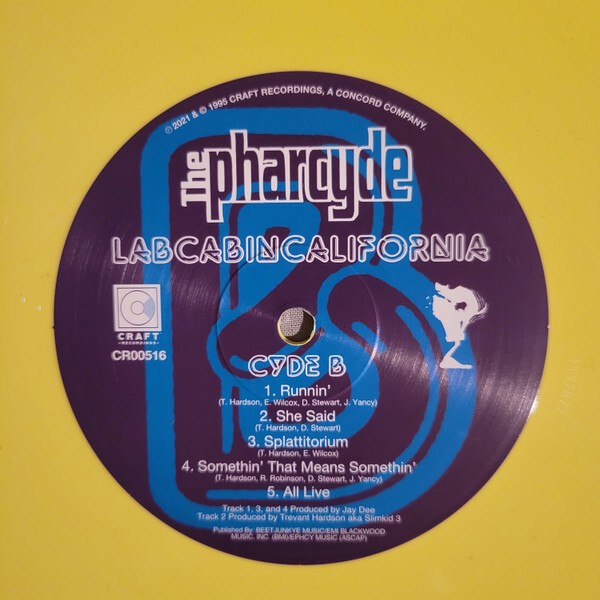 ℗ 2021 & © 1995 CRAFT RECORDINGS, A CONCORD COMPANY.
The pharcyde
LABCABINCALIFORNIA
CRAFT
RECORDINGS
CR00516
CYDE B
1. Runnin'
(T. Hardson, E. Wilcox, D. Stewart, J. Yancy)
2. She Said
(T. Hardson, D. Stewart)
3. Splattitorium
(T. Hardson, E. Wilcox)
4. Somethin' That Means Somethin'
(T. Hardson, R. Robinson, D. Stewart, J. Yancy)
5. All Live
Track 1, 3, and 4 Produced by Jay Dee
Track 2 Produced by Trevant Hardson aka Slimkid 3
Published By: BEETJUNKYE MUSIC/EMI BLACKWOOD
MUSIC. INC. (BMI)/EPHCY MUSIC (ASCAP)